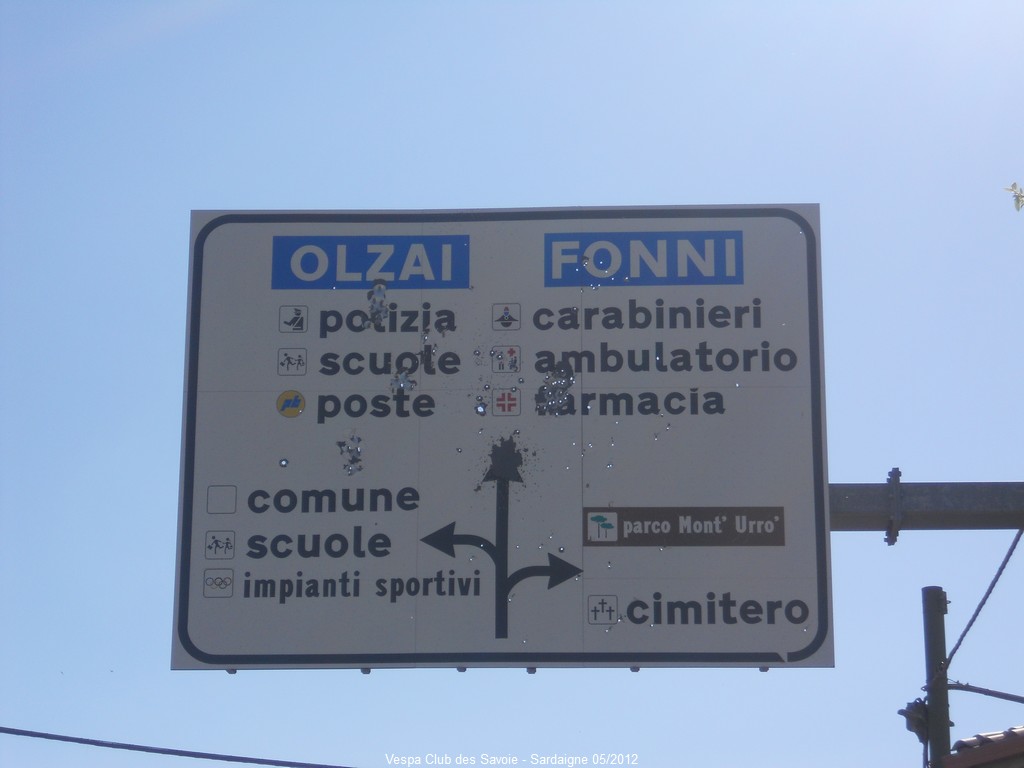 OLZAI FONNI
polizia carabinieri
scuole ambulatorio
poste farmacia
comune
scuole
impianti sportivi
parco Mont' Urro'
cimitero
Vespa Club des Savoie - Sardaigne 05/2012